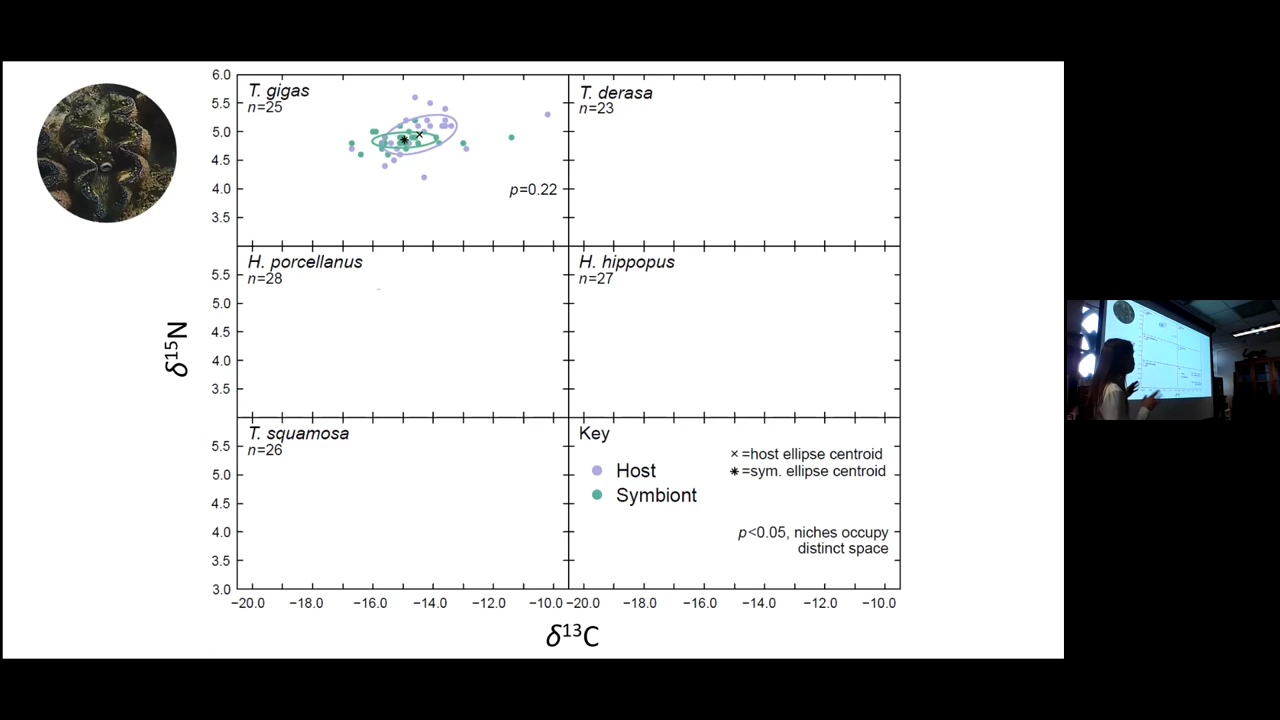 6.0
5.5
5.0
4.5
4.0
3.5
T. gigas
n=25
p=0.22
T. derasa
n=23
5.5
5.0
4.5
4.0
3.5
H. porcellanus
n=28
H. hippopus
n=27
δ15N
5.5
5.0
4.5
4.0
3.5
3.0
T. squamosa
n=26
Key
×=host ellipse centroid
*=sym. ellipse centroid
Host
Symbiont
p<0.05, niches occupy
distinct space
−20.0 −18.0 −16.0 −14.0 −12.0 −10.0 −20.0 −18.0 −16.0 −14.0 −12.0 −10.0
δ13C